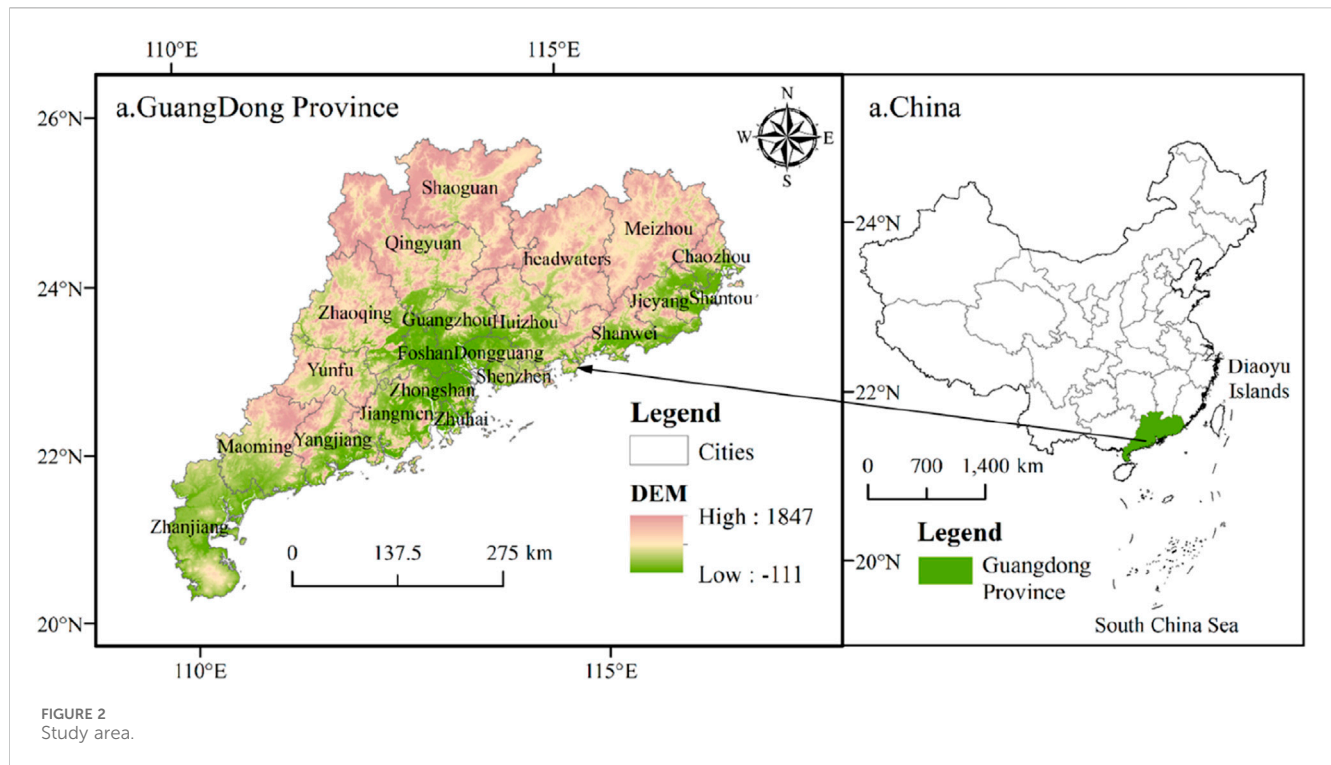 110°E
115°E
a.GuangDong Province
26°N
24°N
22°N
20°N
N
W
E
S
Shaoguan
Qingyuan
Meizhou
headwaters
Chaozhou
Jieyang
Shantou
Zhaoqing
Guangzhou
Huizhou
Shanwei
Foshan
Dongguang
Yunfu
Shenzhen
Zhongshan
Jiangmen
Zhuhai
Yangjiang
Maoming
Zhanjiang
Legend
Cities
DEM
High : 1847
Low : -111
0
137.5
275 km
110°E
115°E
a.China
24°N
22°N
20°N
Diaoyu
Islands
0
700
1,400 km
Legend
Guangdong
Province
South China Sea
FIGURE 2
Study area.